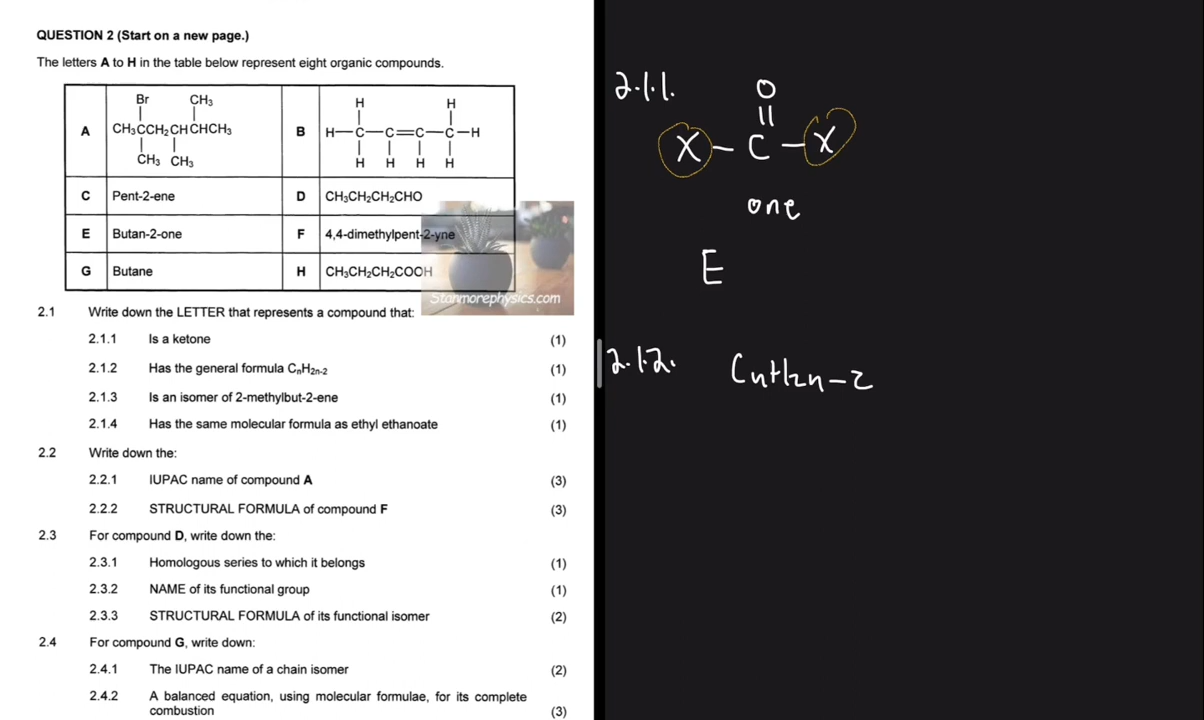 QUESTION 2 (Start on a new page.)
The letters A to H in the table below represent eight organic compounds.
A
Br CH₃
CH₃CCH₂CHCHCH₃
CH₃ CH₃
B
H H
H—C—C=C—C—H
H H H H
C Pent-2-ene D CH₃CH₂CH₂CHO
E Butan-2-one F 4,4-dimethylpent-2-yne
G Butane H CH₃CH₂CH₂COOH
Stanmorephysics.com
2.1 Write down the LETTER that represents a compound that:
2.1.1 Is a ketone (1)
2.1.2 Has the general formula CₙH₂ₙ₋₂ (1)
2.1.3 Is an isomer of 2-methylbut-2-ene (1)
2.1.4 Has the same molecular formula as ethyl ethanoate (1)
2.2 Write down the:
2.2.1 IUPAC name of compound A (3)
2.2.2 STRUCTURAL FORMULA of compound F (3)
2.3 For compound D, write down the:
2.3.1 Homologous series to which it belongs (1)
2.3.2 NAME of its functional group (1)
2.3.3 STRUCTURAL FORMULA of its functional isomer (2)
2.4 For compound G, write down:
2.4.1 The IUPAC name of a chain isomer (2)
2.4.2 A balanced equation, using molecular formulae, for its complete
combustion (3)
2.1.1.
O
X – C – X
one
E
2.1.2. CnH2n-2